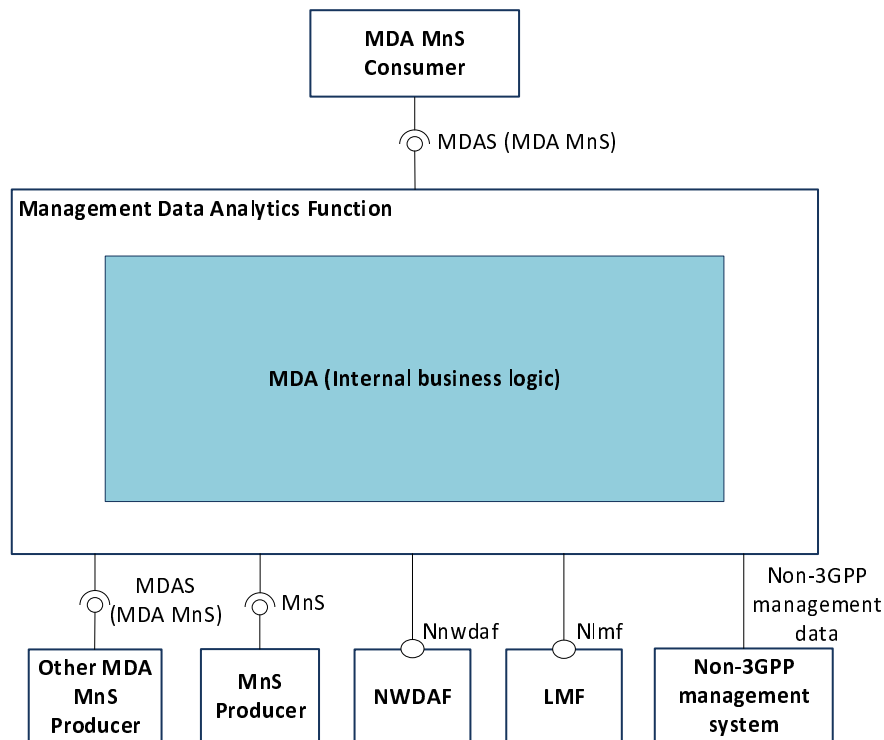 MDA MnS
Consumer
MDAS (MDA MnS)
Management Data Analytics Function
MDA (Internal business logic)
MDAS
(MDA MnS)
MnS
Nnwdaf
Nlmf
Non-3GPP
management
data
Other MDA
MnS
Producer
MnS
Producer
NWDAF
LMF
Non-3GPP
management
system